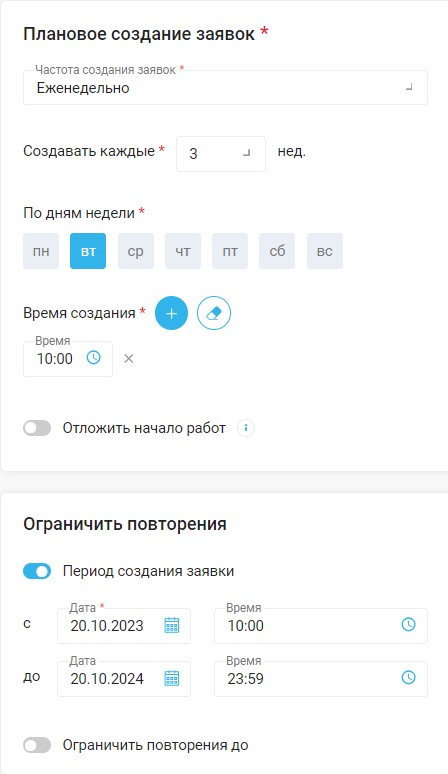 Плановое создание заявок *
Частота создания заявок *
Еженедельно
Создавать каждые * 3 нед.
По дням недели *
пн вт ср чт пт сб вс
Время создания *
Время
10:00
Отложить начало работ
Ограничить повторения
Период создания заявки
Дата * Время
с 20.10.2023 10:00
Дата Время
до 20.10.2024 23:59
Ограничить повторения до